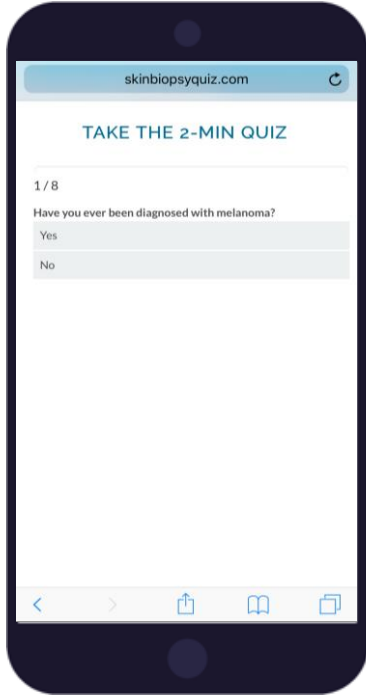 skinbiopsyquiz.com
TAKE THE 2-MIN QUIZ
1 / 8
Have you ever been diagnosed with melanoma?
Yes
No